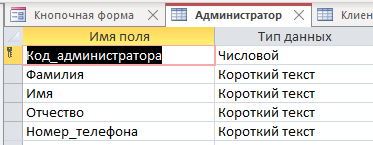 Кнопочная форма Администратор Клиен
Имя поля Тип данных
Код_администратора Числовой
Фамилия Короткий текст
Имя Короткий текст
Отчество Короткий текст
Номер_телефона Короткий текст